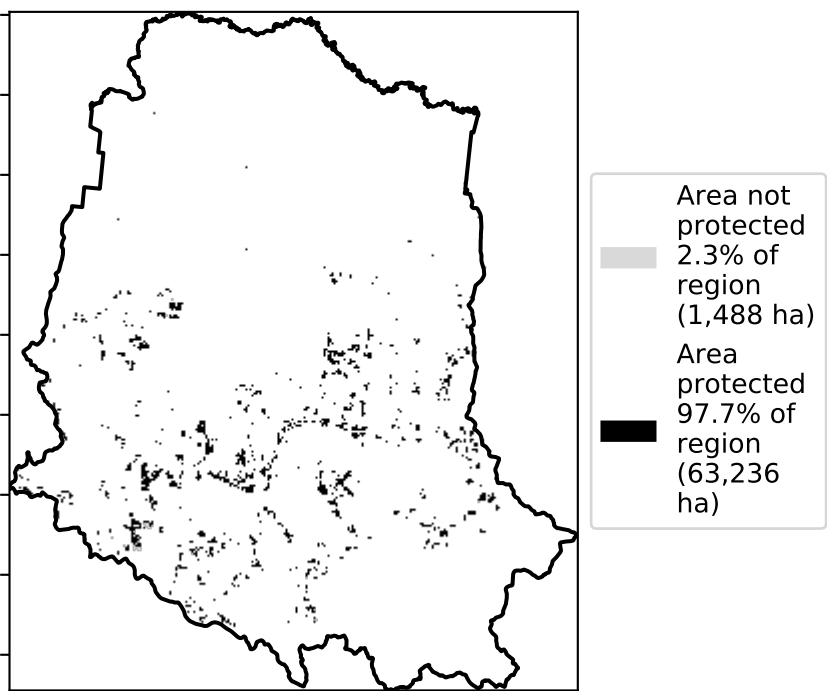 Area not
protected
2.3% of
region
(1,488 ha)
Area
protected
97.7% of
region
(63,236
ha)